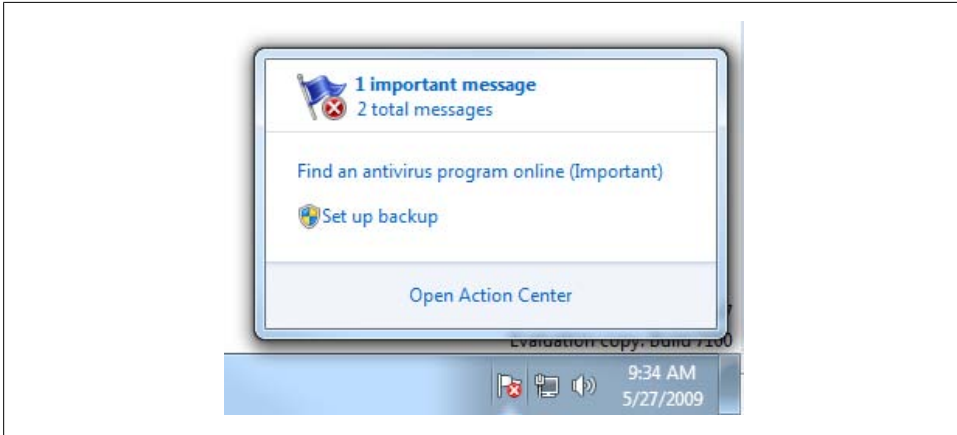 1 important message
2 total messages
Find an antivirus program online (Important)
Set up backup
Open Action Center
Evaluation copy. Build 7100
9:34 AM
5/27/2009